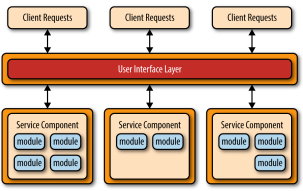 Client Requests Client Requests Client Requests
User Interface Layer
Service Component Service Component Service Component
module module module module module
module module module